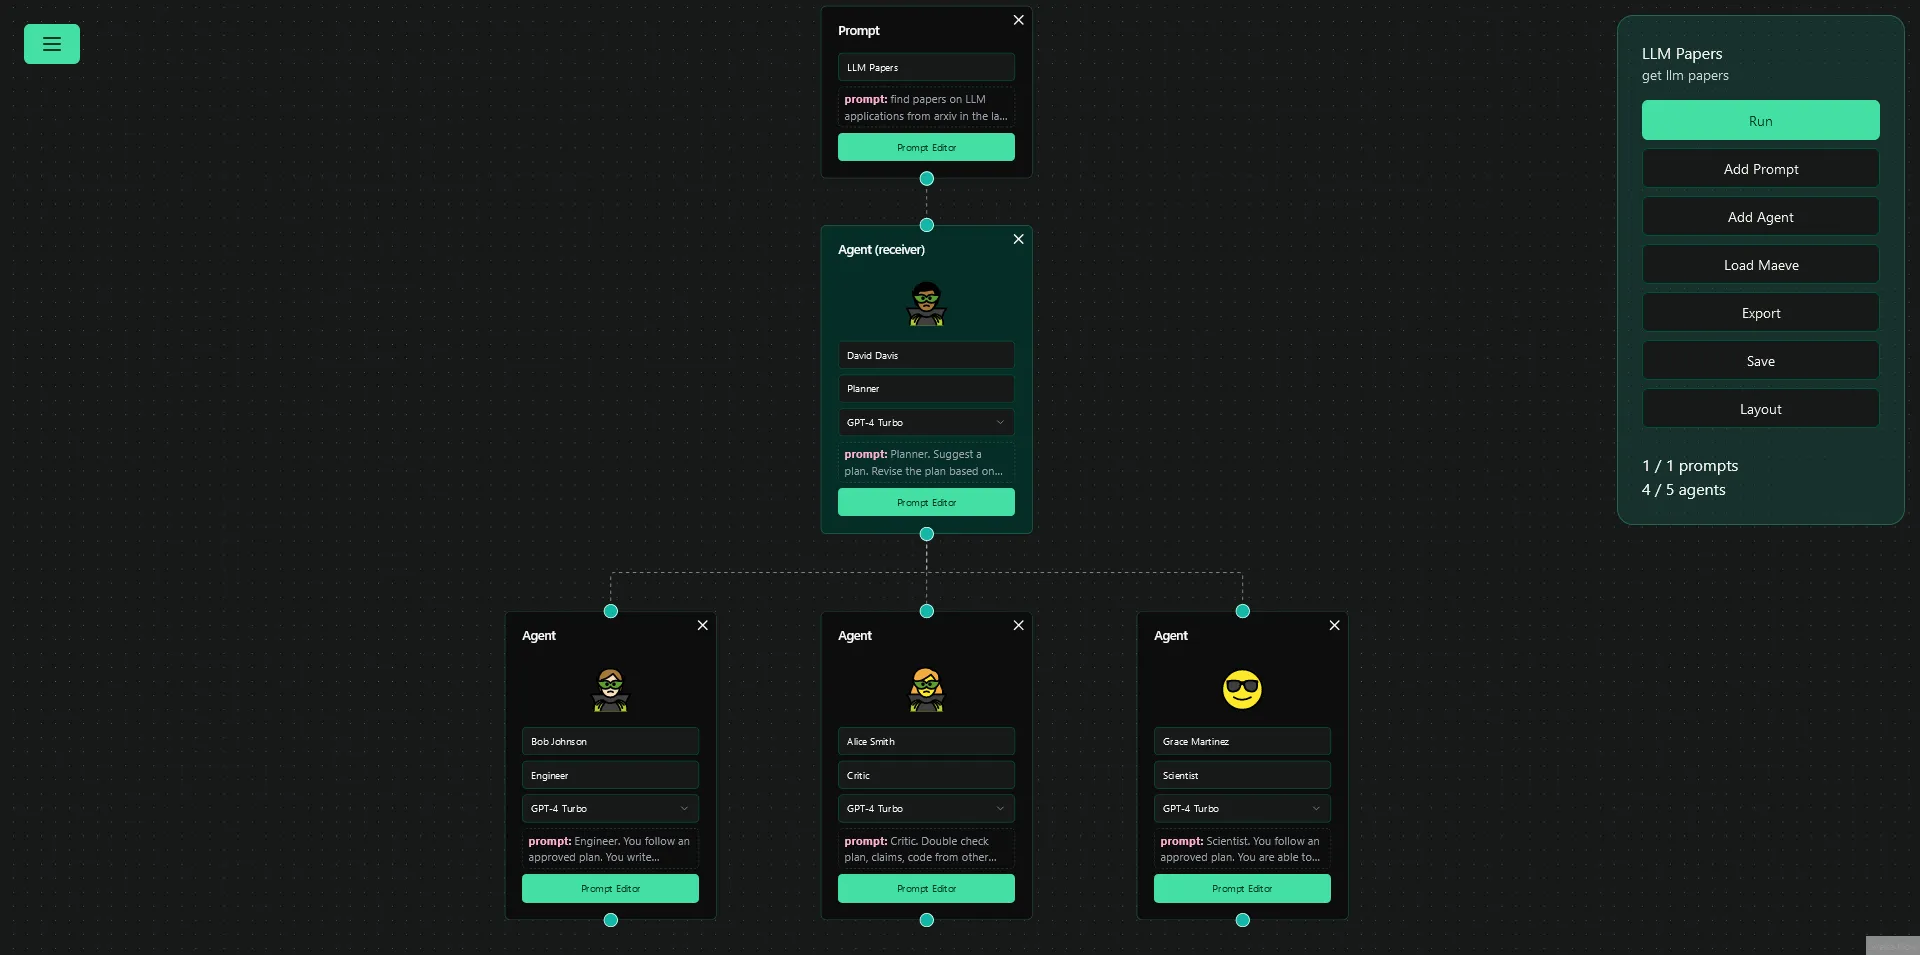 Prompt
LLM Papers
prompt: find papers on LLM
applications from arxiv in the la...
Prompt Editor
Agent (receiver)
David Davis
Planner
GPT-4 Turbo
prompt: Planner. Suggest a
plan. Revise the plan based on...
Prompt Editor
Agent
Bob Johnson
Engineer
GPT-4 Turbo
prompt: Engineer. You follow an
approved plan. You write...
Prompt Editor
Agent
Alice Smith
Critic
GPT-4 Turbo
prompt: Critic. Double check
plan, claims, code from other...
Prompt Editor
Agent
Grace Martinez
Scientist
GPT-4 Turbo
prompt: Scientist. You follow an
approved plan. You are able to...
Prompt Editor
LLM Papers
get llm papers
Run
Add Prompt
Add Agent
Load Maeve
Export
Save
Layout
1 / 1 prompts
4 / 5 agents